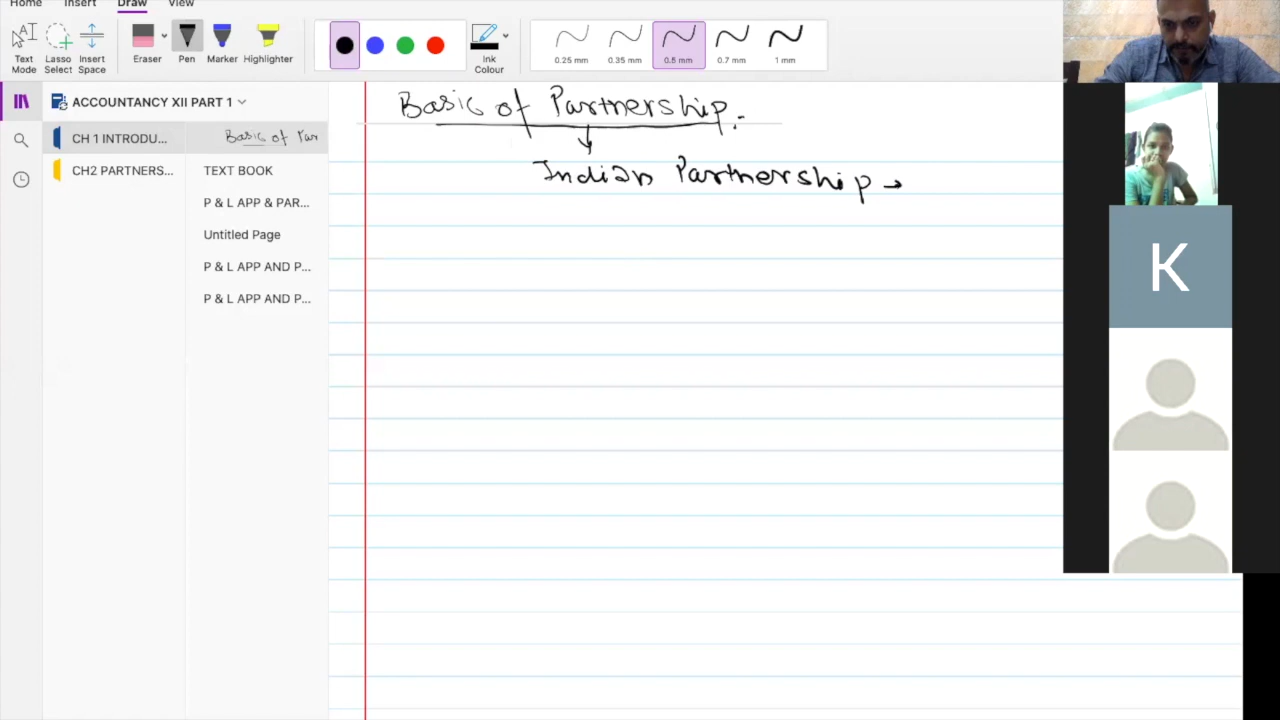 Home Insert Draw View
Text Mode
Lasso Select
Insert Space
Eraser
Pen
Marker
Highlighter
Ink Colour
0.25 mm
0.35 mm
0.5 mm
0.7 mm
1 mm
ACCOUNTANCY XII PART 1
CH 1 INTRODU...
CH2 PARTNERS...
Basic of Par
TEXT BOOK
P & L APP & PAR...
Untitled Page
P & L APP AND P...
P & L APP AND P...
Basic of Partnership:-
Indian Partnership →
K